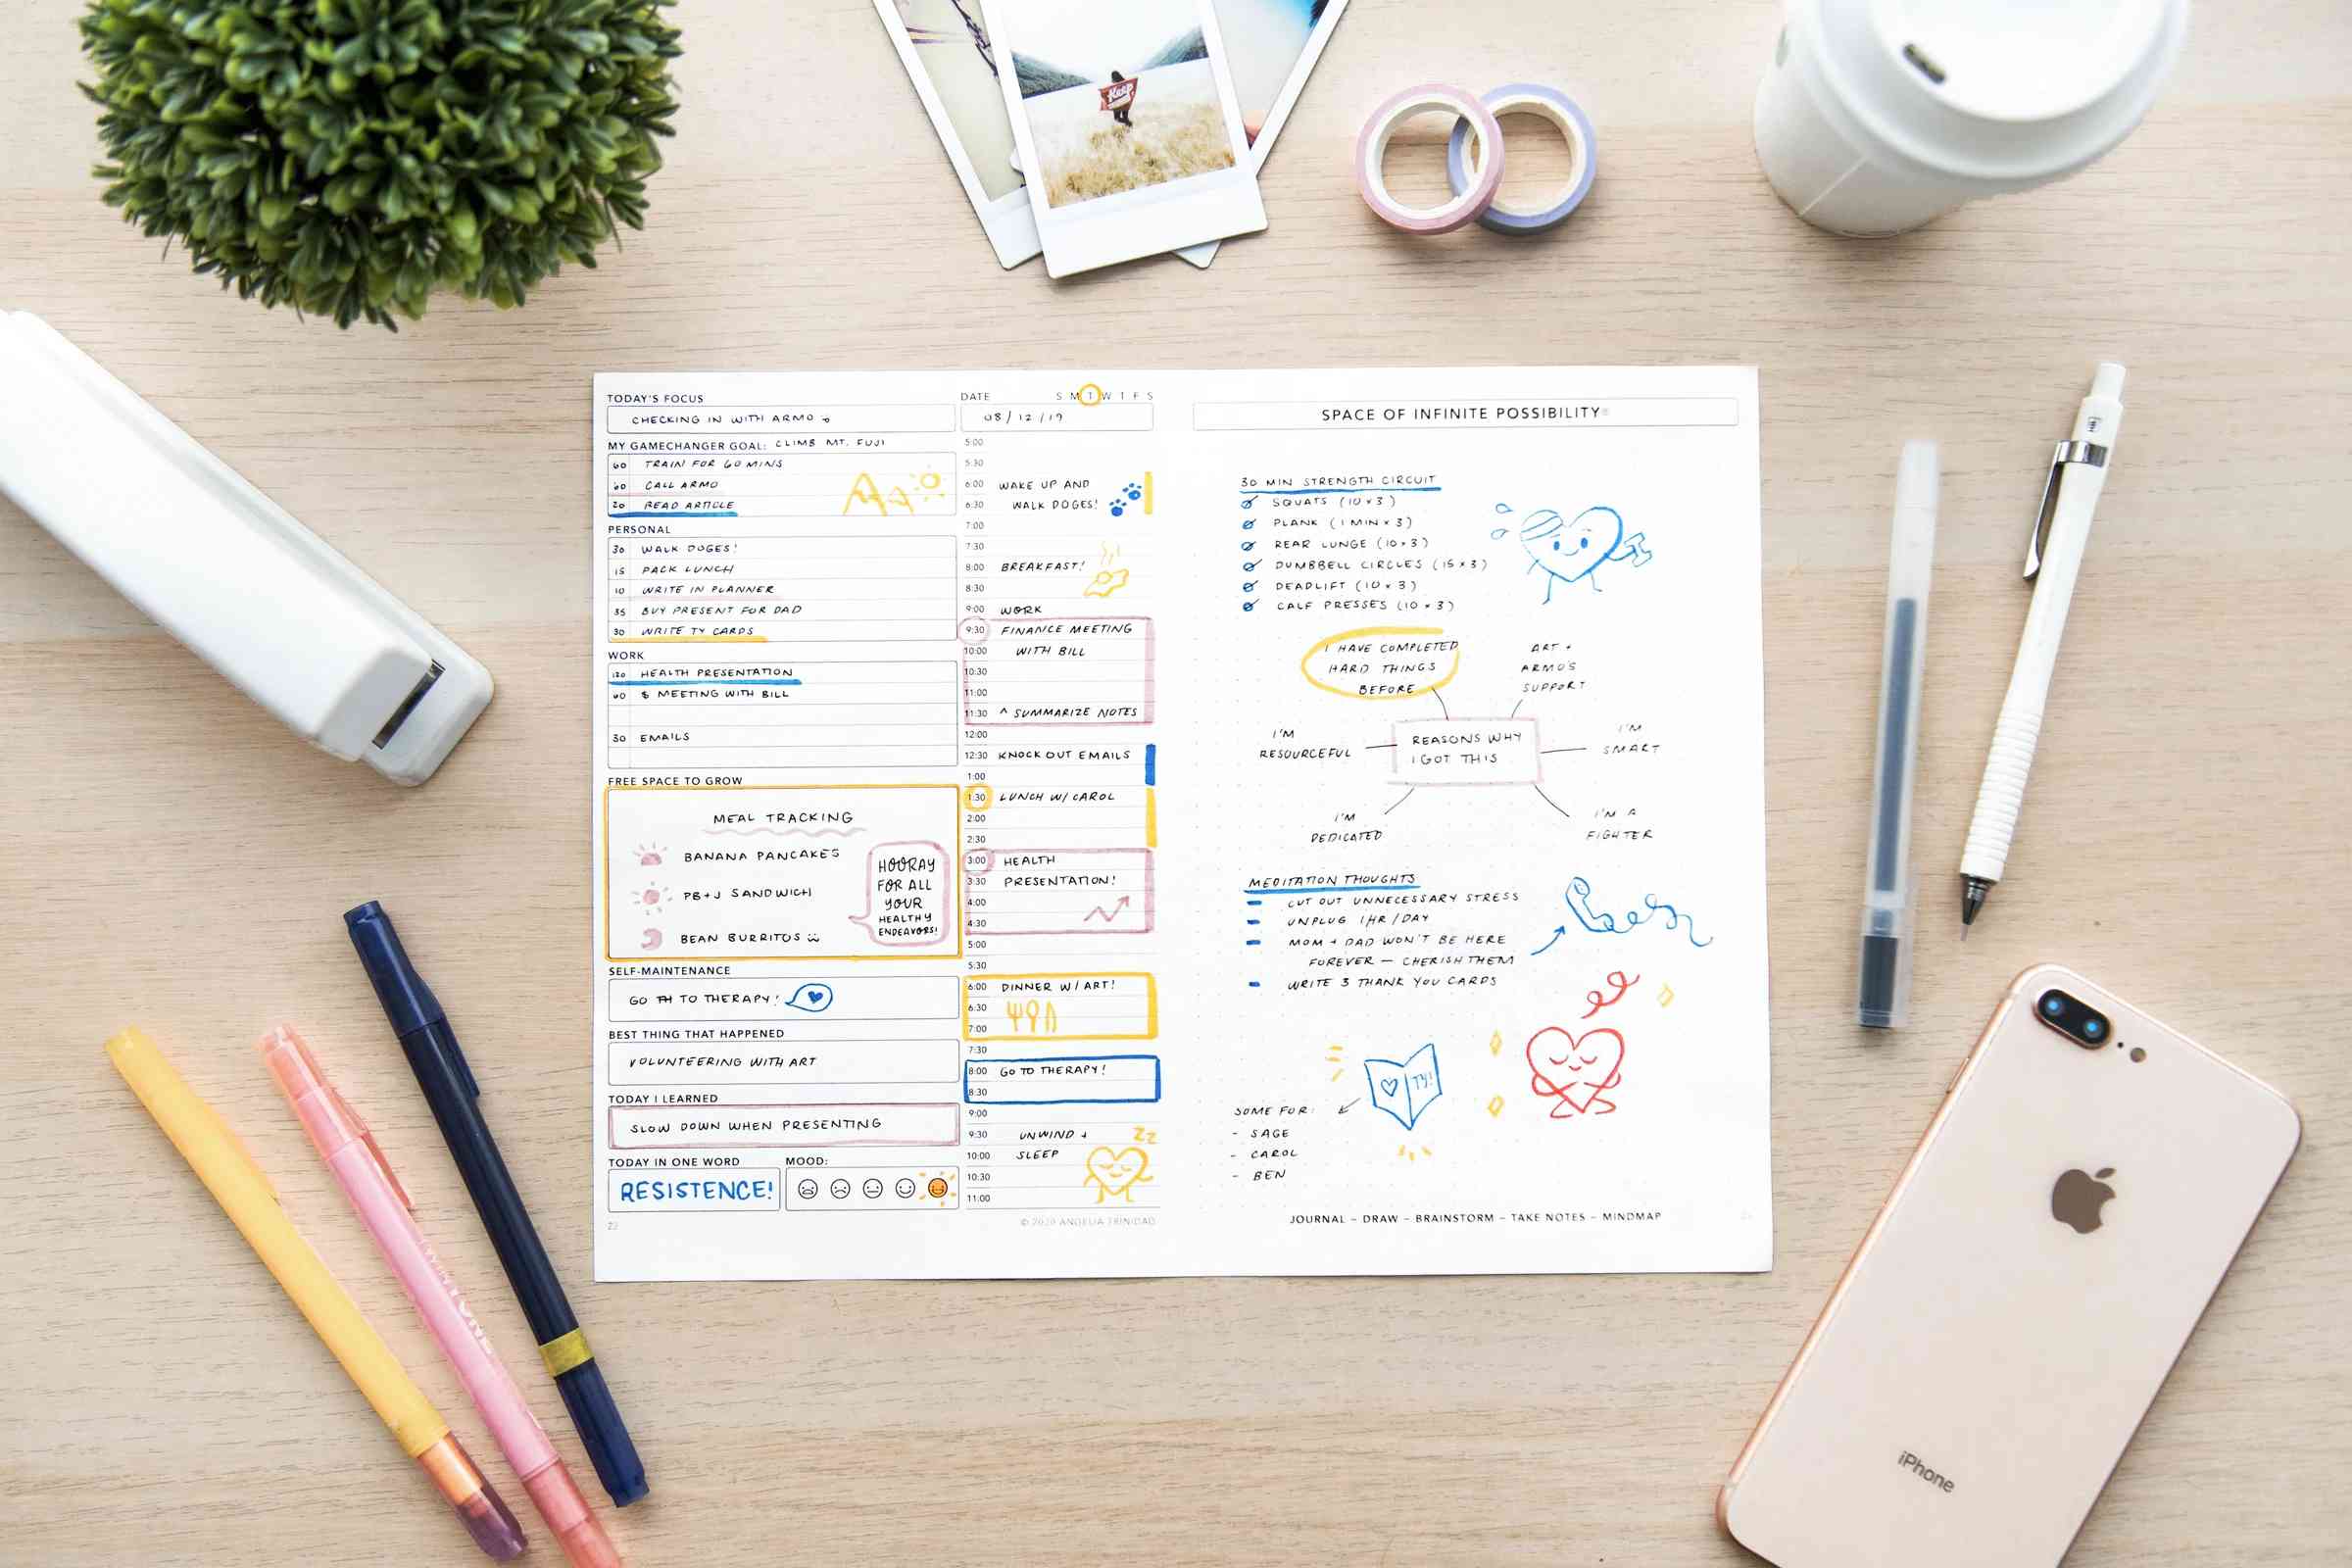 Keep
TODAY'S FOCUS
CHECKING IN WITH ARMO
MY GAMECHANGER GOAL: CLIMB MT. FUJI
60 TRAIN FOR 60 MINS
60 CALL ARMO
20 READ ARTICLE
PERSONAL
30 WALK DOGES!
15 PACK LUNCH
10 WRITE IN PLANNER
35 BUY PRESENT FOR DAD
30 WRITE TY CARDS
WORK
120 HEALTH PRESENTATION
60 $ MEETING WITH BILL
30 EMAILS
FREE SPACE TO GROW
MEAL TRACKING
BANANA PANCAKES
PB+J SANDWICH
BEAN BURRITOS
HOORAY
FOR ALL
YOUR
HEALTHY
ENDEAVORS!
SELF-MAINTENANCE
GO TH TO THERAPY!
BEST THING THAT HAPPENED
VOLUNTEERING WITH ART
TODAY I LEARNED
SLOW DOWN WHEN PRESENTING
TODAY IN ONE WORD
RESISTENCE!
MOOD:
22
DATE S M T W T F S
08/12/19
5:00
5:30
6:00 WAKE UP AND
6:30 WALK DOGES!
7:00
7:30
8:00 BREAKFAST!
8:30
9:00 WORK
9:30 FINANCE MEETING
10:00 WITH BILL
10:30
11:00
11:30 ^ SUMMARIZE NOTES
12:00
12:30 KNOCK OUT EMAILS
1:00
1:30 LUNCH W/ CAROL
2:00
2:30
3:00 HEALTH
3:30 PRESENTATION!
4:00
4:30
5:00
5:30
6:00 DINNER W/ ART!
6:30
7:00
7:30
8:00 GO TO THERAPY!
8:30
9:00
9:30 UNWIND +
10:00 SLEEP
10:30
11:00
ZZ
© 2020 ANGELIA TRINIDAD
SPACE OF INFINITE POSSIBILITY®
30 MIN STRENGTH CIRCUIT
SQUATS (10 x 3)
PLANK (1 MIN x 3)
REAR LUNGE (10 x 3)
DUMBBELL CIRCLES (15 x 3)
DEADLIFT (10 x 3)
CALF PRESSES (10 x 3)
I HAVE COMPLETED
HARD THINGS
BEFORE
ART +
ARMO'S
SUPPORT
I'M
RESOURCEFUL
REASONS WHY
I GOT THIS
I'M
SMART
I'M
DEDICATED
I'M A
FIGHTER
MEDITATION THOUGHTS
CUT OUT UNNECESSARY STRESS
UNPLUG 1HR/DAY
MOM + DAD WON'T BE HERE
FOREVER — CHERISH THEM
WRITE 3 THANK YOU CARDS
TY!
SOME FOR:
- SAGE
- CAROL
- BEN
JOURNAL – DRAW – BRAINSTORM – TAKE NOTES – MINDMAP
iPhone